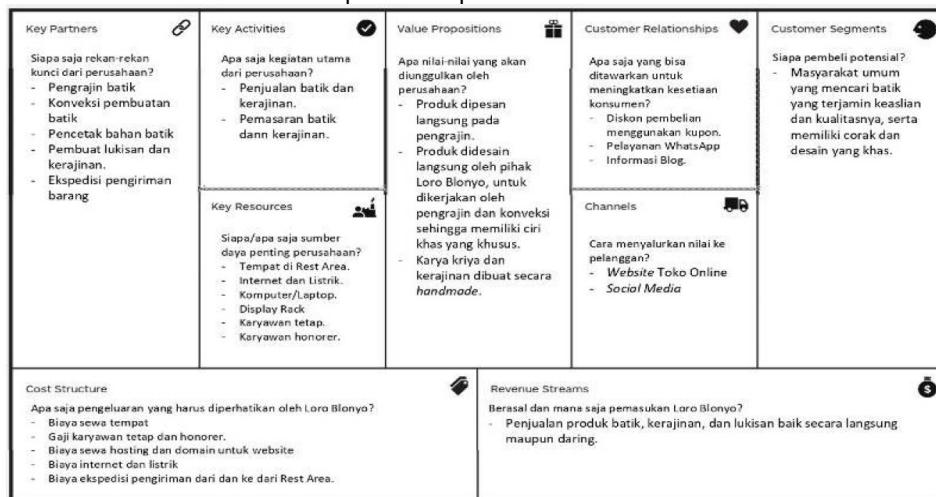 Key Partners
Siapa saja rekan-rekan
kunci dari perusahaan?
- Pengrajin batik
- Konveksi pembuatan
batik
- Pencetak bahan batik
- Pembuat lukisan dan
kerajinan.
- Ekspedisi pengiriman
barang
Key Activities
Apa saja kegiatan utama
dari perusahaan?
- Penjualan batik dan
kerajinan.
- Pemasaran batik
dann kerajinan.
Key Resources
Siapa/apa saja sumber
daya penting perusahaan?
- Tempat di Rest Area.
- Internet dan Listrik.
- Komputer/Laptop.
- Display Rack
- Karyawan tetap.
- Karyawan honorer.
Value Propositions
Apa nilai-nilai yang akan
diunggulkan oleh
perusahaan?
- Produk dipesan
langsung pada
pengrajin.
- Produk didesain
langsung oleh pihak
Loro Blonyo, untuk
dikerjakan oleh
pengrajin dan konveksi
sehingga memiliki ciri
khas yang khusus.
- Karya kriya dan
kerajinan dibuat secara
handmade.
Customer Relationships
Apa saja yang bisa
ditawarkan untuk
meningkatkan kesetiaan
konsumen?
- Diskon pembelian
menggunakan kupon.
- Pelayanan WhatsApp
- Informasi Blog.
Channels
Cara menyalurkan nilai ke
pelanggan?
- Website Toko Online
- Social Media
Customer Segments
Siapa pembeli potensial?
- Masyarakat umum
yang mencari batik
yang terjamin keaslian
dan kualitasnya, serta
memiliki corak dan
desain yang khas.
Cost Structure
Apa saja pengeluaran yang harus diperhatikan oleh Loro Blonyo?
- Biaya sewa tempat
- Gaji karyawan tetap dan honorer.
- Biaya sewa hosting dan domain untuk website
- Biaya internet dan listrik
- Biaya ekspedisi pengiriman dari dan ke dari Rest Area.
Revenue Streams
Berasal dan mana saja pemasukan Loro Blonyo?
- Penjualan produk batik, kerajinan, dan lukisan baik secara langsung
maupun daring.